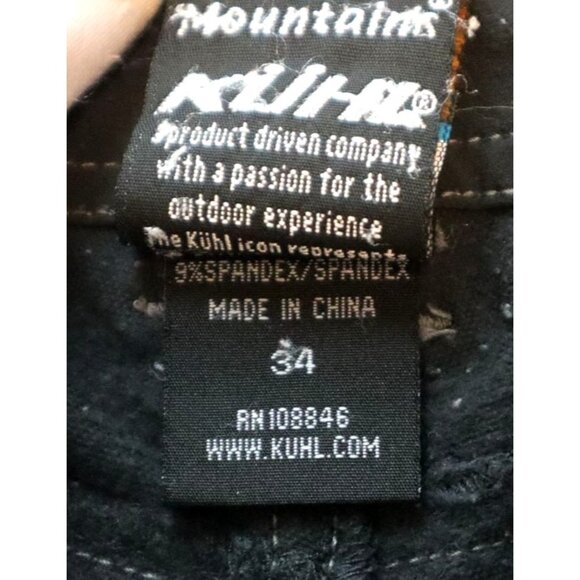 Mountains®
KÜHL®
a product driven company
with a passion for the
outdoor experience
The Kühl icon represents
9%SPANDEX/SPANDEX
MADE IN CHINA
34
RN108846
WWW.KUHL.COM